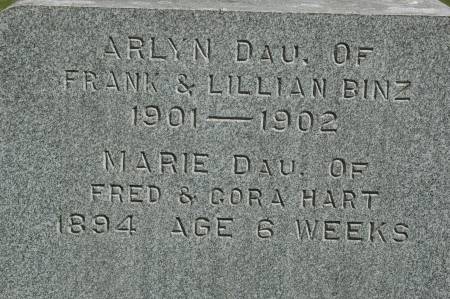 ARLYN DAU. OF
FRANK & LILLIAN BINZ
1901—1902
MARIE DAU. OF
FRED & CORA HART
1894 AGE 6 WEEKS